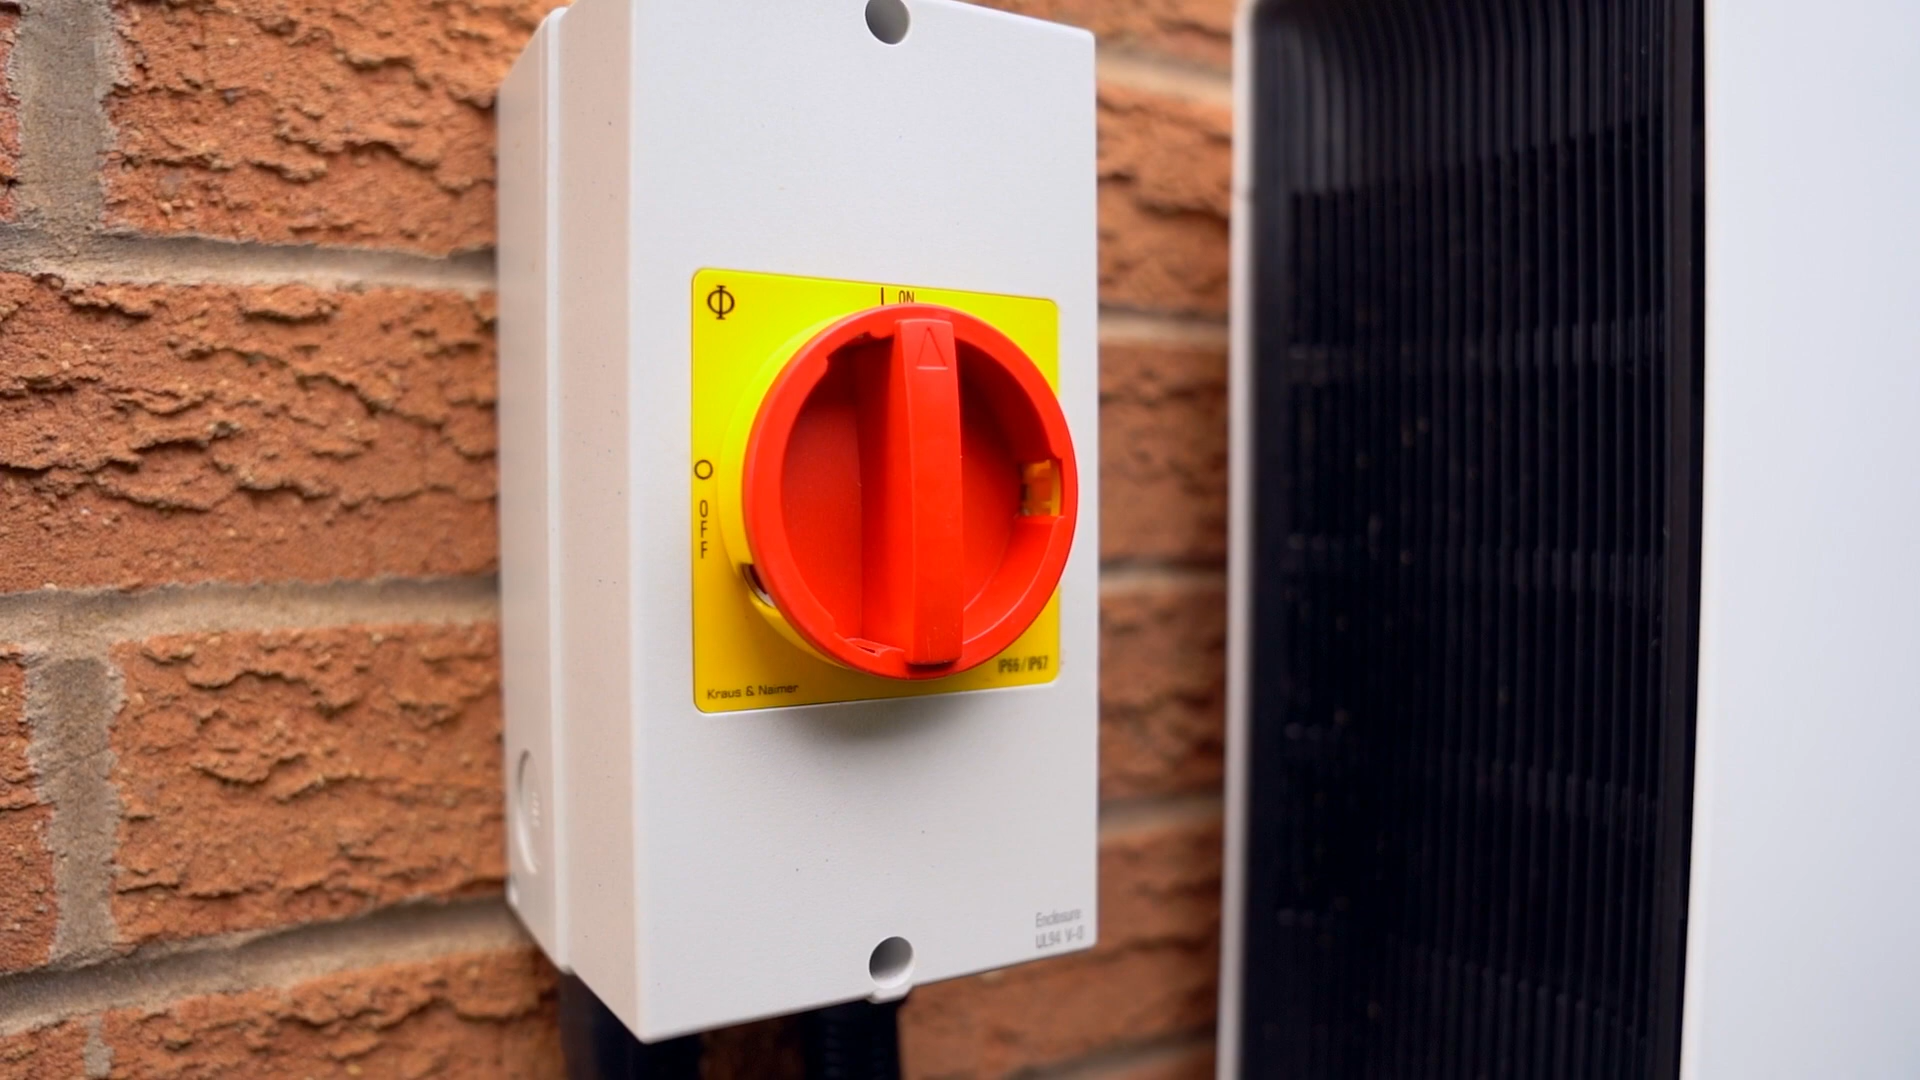 I ON
O
OFF
Kraus & Naimer
IP66/IP67
Enclosure
UL94 V-0